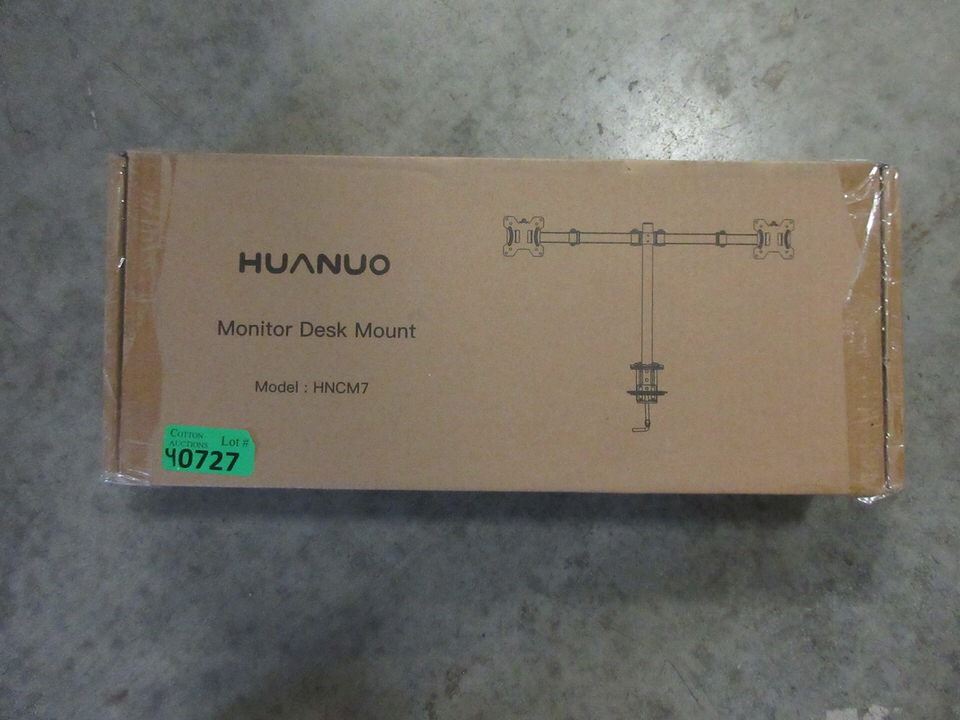 HUANUO
Monitor Desk Mount
Model : HNCM7
COTTON Lot #
AUCTIONS
40727